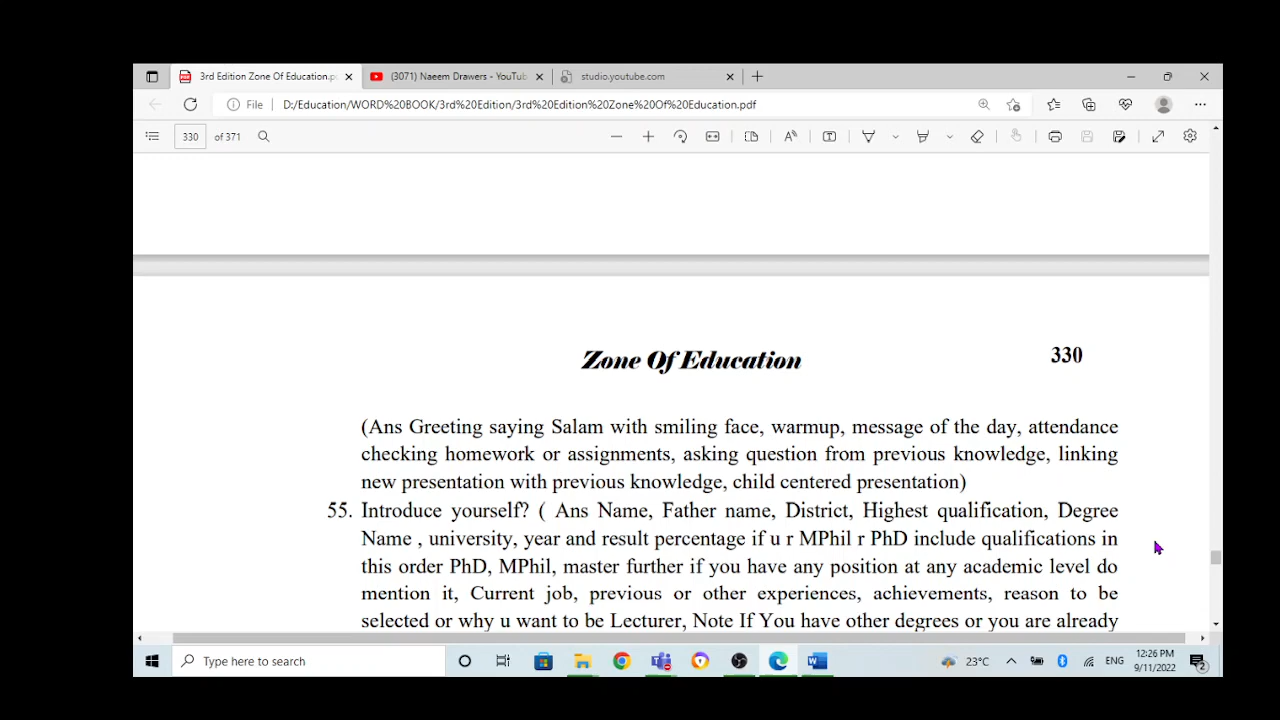 3rd Edition Zone Of Education.p
(3071) Naeem Drawers - YouTub
studio.youtube.com
File
D:/Education/WORD%20BOOK/3rd%20Edition/3rd%20Edition%20Zone%20Of%20Education.pdf
330 of 371
Zone Of Education
330
(Ans Greeting saying Salam with smiling face, warmup, message of the day, attendance
checking homework or assignments, asking question from previous knowledge, linking
new presentation with previous knowledge, child centered presentation)
55. Introduce yourself? ( Ans Name, Father name, District, Highest qualification, Degree
Name , university, year and result percentage if u r MPhil r PhD include qualifications in
this order PhD, MPhil, master further if you have any position at any academic level do
mention it, Current job, previous or other experiences, achievements, reason to be
selected or why u want to be Lecturer, Note If You have other degrees or you are already
Type here to search
23°C
ENG
12:26 PM
9/11/2022
2